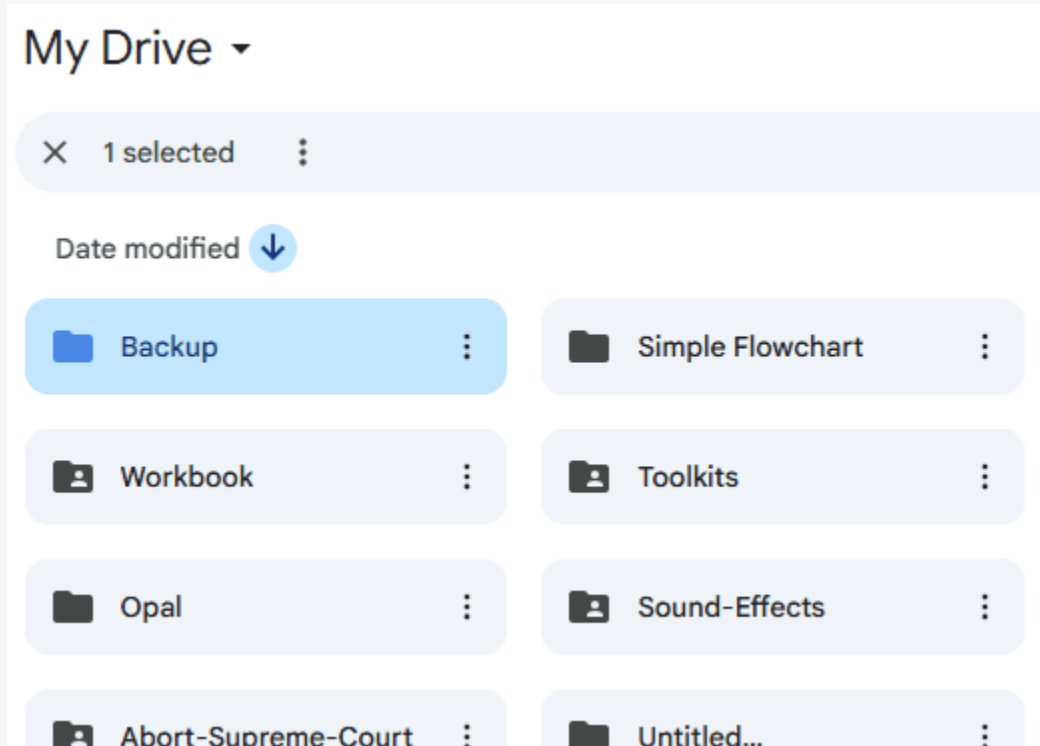 My Drive
1 selected
Date modified
Backup
Simple Flowchart
Workbook
Toolkits
Opal
Sound-Effects
Abort-Supreme-Court
Untitled...